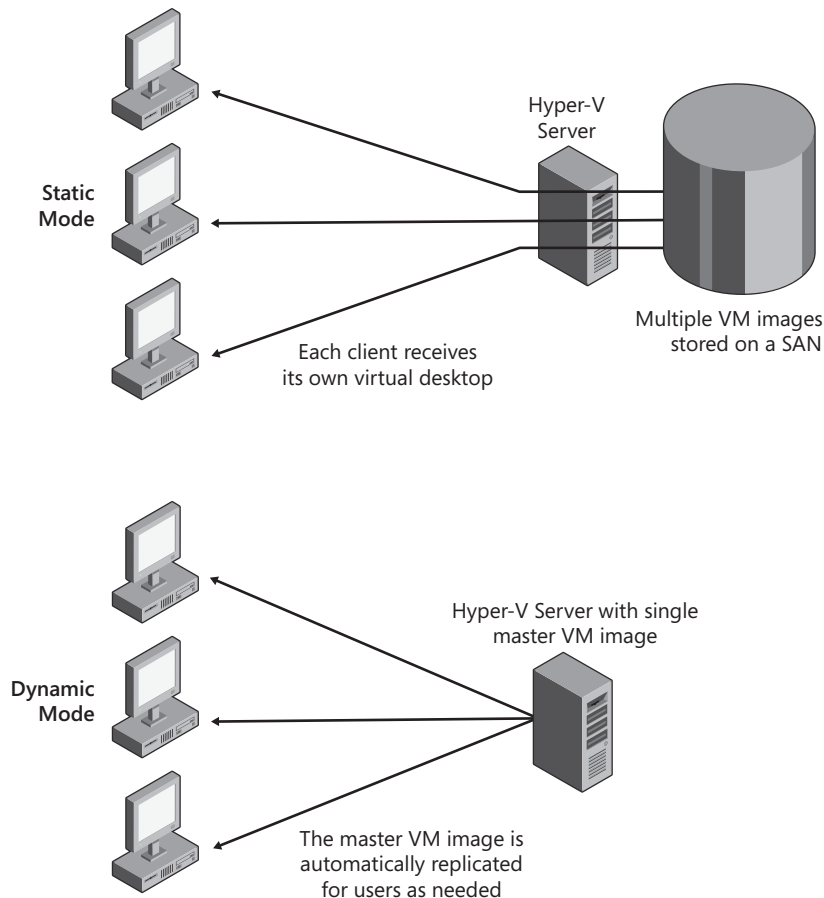 Hyper-V
Server
Static
Mode
Multiple VM images
stored on a SAN
Each client receives
its own virtual desktop
Hyper-V Server with single
master VM image
Dynamic
Mode
The master VM image is
automatically replicated
for users as needed